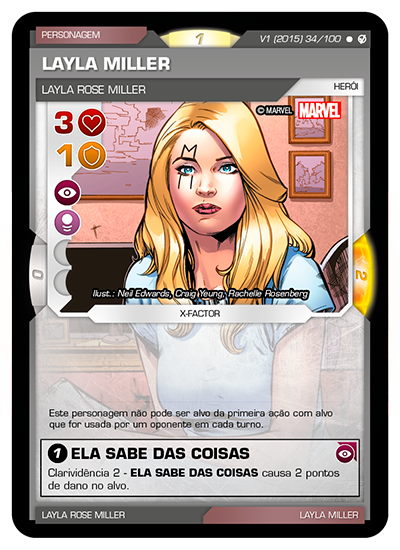 PERSONAGEM
1
V1 (2015) 34/100
LAYLA MILLER
LAYLA ROSE MILLER
HERÓI
3
© MARVEL
MARVEL
1
M
0
2
Ilust.: Neil Edwards, Craig Yeung, Rachelle Rosenberg
X-FACTOR
Este personagem não pode ser alvo da primeira ação com alvo
que for usada por um oponente em cada turno.
1 ELA SABE DAS COISAS
Clarividência 2 - ELA SABE DAS COISAS causa 2 pontos
de dano no alvo.
LAYLA ROSE MILLER
LAYLA MILLER